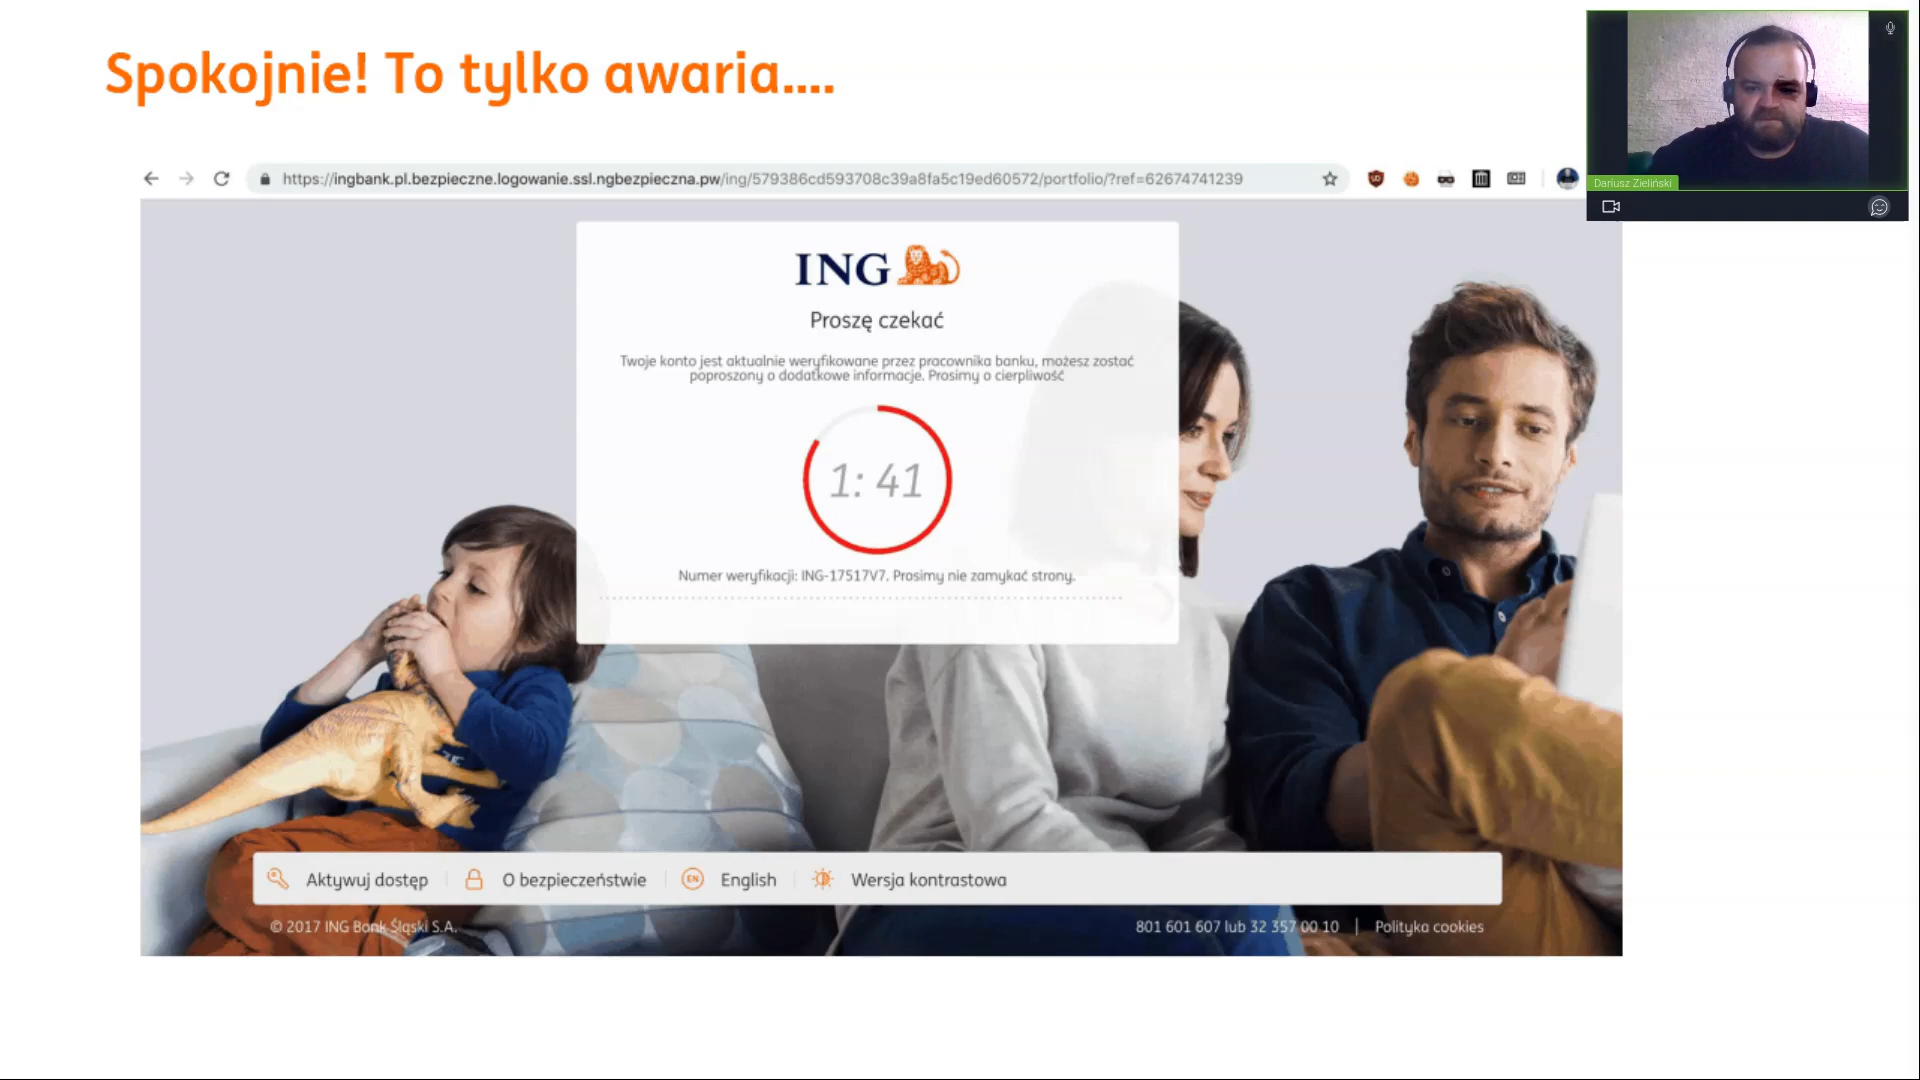 Spokojnie! To tylko awaria....
Dariusz Zieliński
https://ingbank.pl.bezpieczne.logowanie.ssl.ngbezpieczna.pw/ing/579386cd593708c39a8fa5c19ed60572/portfolio/?ref=62674741239
ING
Proszę czekać
Twoje konto jest aktualnie weryfikowane przez pracownika banku, możesz zostać
poproszony o dodatkowe informacje. Prosimy o cierpliwość
1: 41
Numer weryfikacji: ING-17517V7. Prosimy nie zamykać strony.
Aktywuj dostęp
O bezpieczeństwie
EN English
Wersja kontrastowa
© 2017 ING Bank Śląski S.A.
801 601 607 lub 32 357 00 10 | Polityka cookies